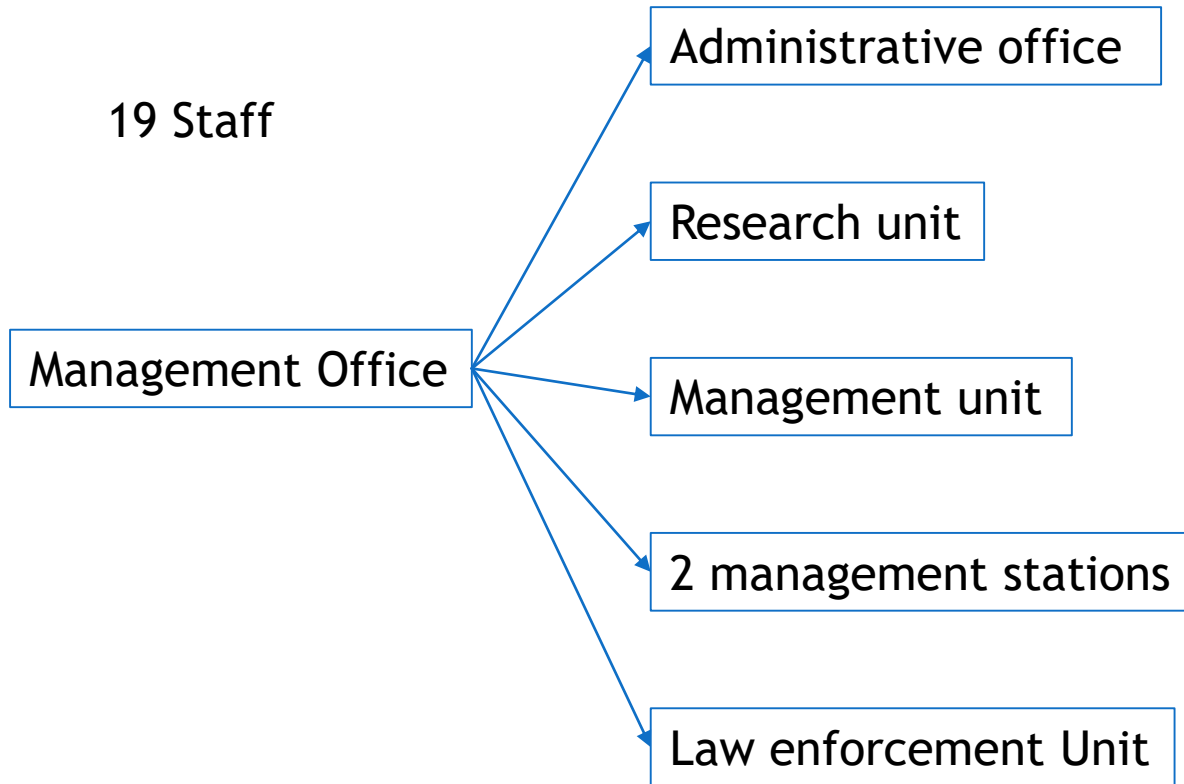 Administrative office
19 Staff
Research unit
Management Office
Management unit
2 management stations
Law enforcement Unit